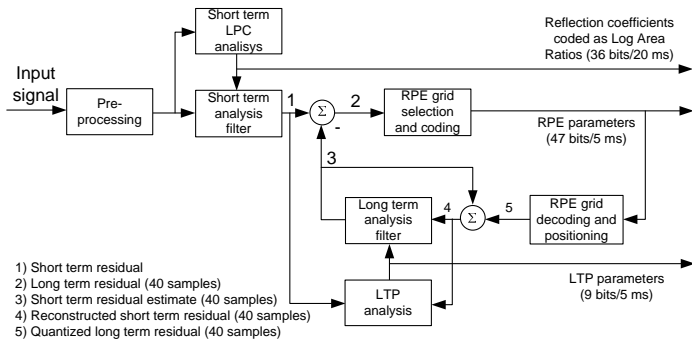 Short term
LPC
analisys
Reflection coefficients
coded as Log Area
Ratios (36 bits/20 ms)
Input
signal
Pre-
processing
Short term
analysis
filter
1
Σ
-
2
RPE grid
selection
and coding
RPE parameters
(47 bits/5 ms)
3
Long term
analysis
filter
4
Σ
5
RPE grid
decoding and
positioning
LTP
analysis
LTP parameters
(9 bits/5 ms)
1) Short term residual
2) Long term residual (40 samples)
3) Short term residual estimate (40 samples)
4) Reconstructed short term residual (40 samples)
5) Quantized long term residual (40 samples)